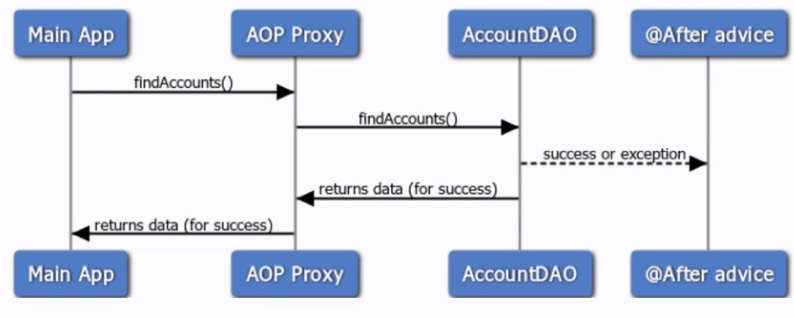 Main App
AOP Proxy
AccountDAO
@After advice
findAccounts()
findAccounts()
success or exception
returns data (for success)
returns data (for success)
Main App
AOP Proxy
AccountDAO
@After advice